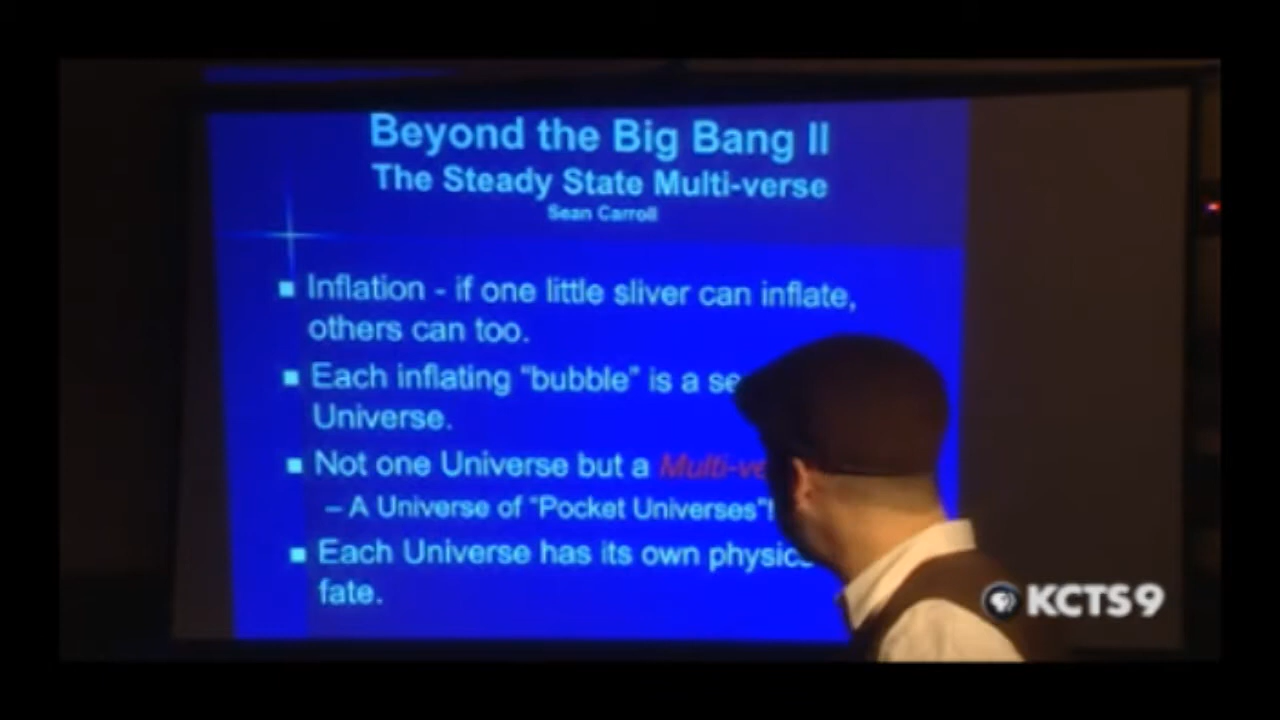 Beyond the Big Bang II
The Steady State Multi-verse
Sean Carroll
Inflation - if one little sliver can inflate,
others can too.
Each inflating "bubble" is a
Universe.
Not one Universe but a
– A Universe of "Pocket Universes"!
Each Universe has its own
fate.
KCTS9